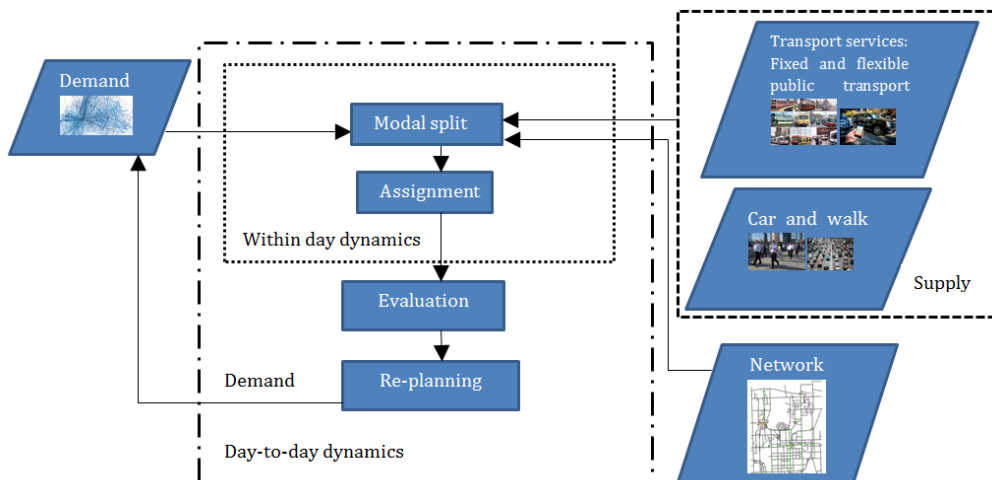 Demand
Transport services:
Fixed and flexible
public transport
Modal split
Assignment
Within day dynamics
Car and walk
Supply
Evaluation
Re-planning
Demand
Network
Day-to-day dynamics